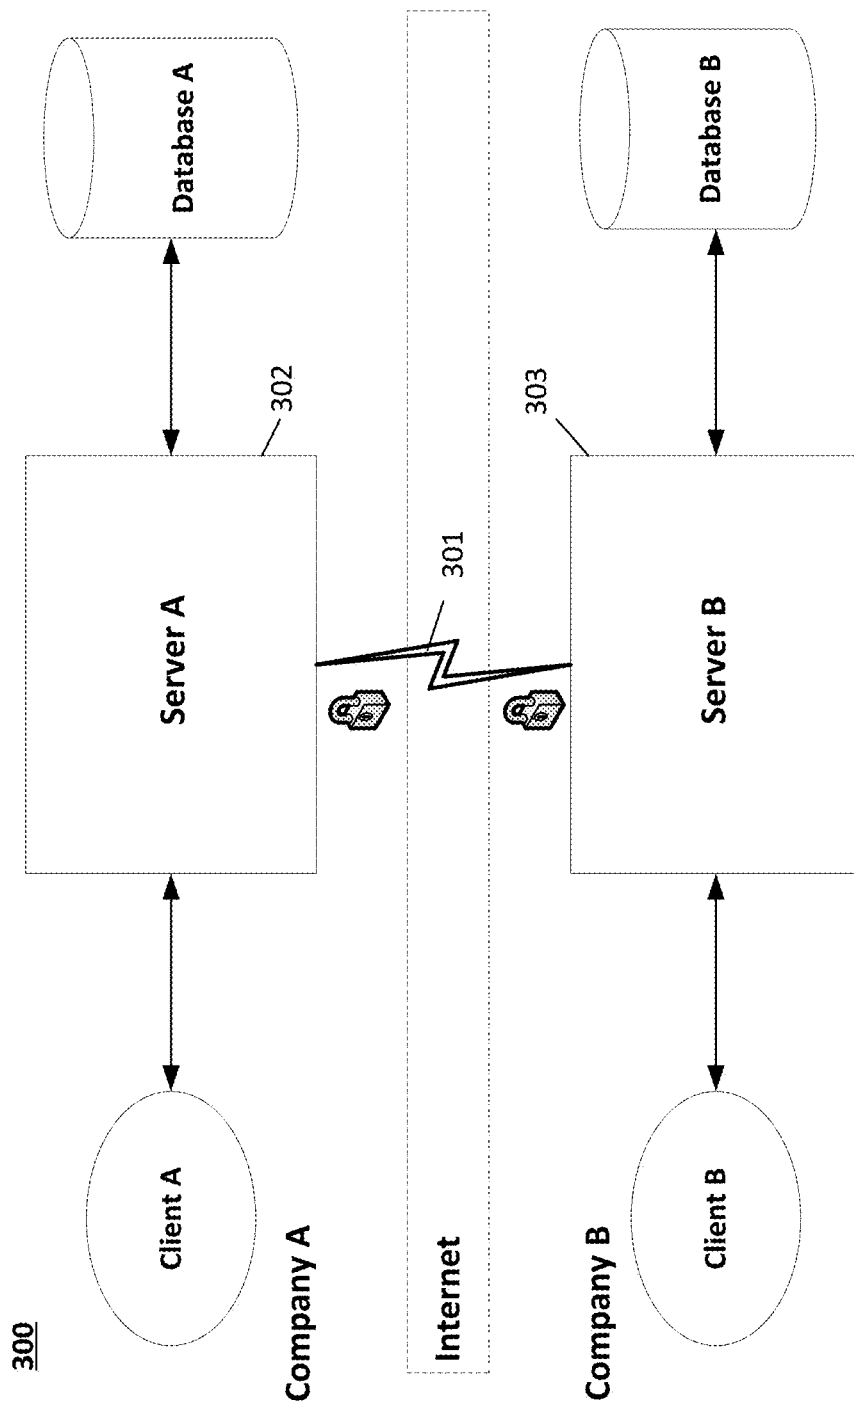 300
Client A
Server A
Database A
302
Company A
Internet
301
Company B
303
Client B
Server B
Database B